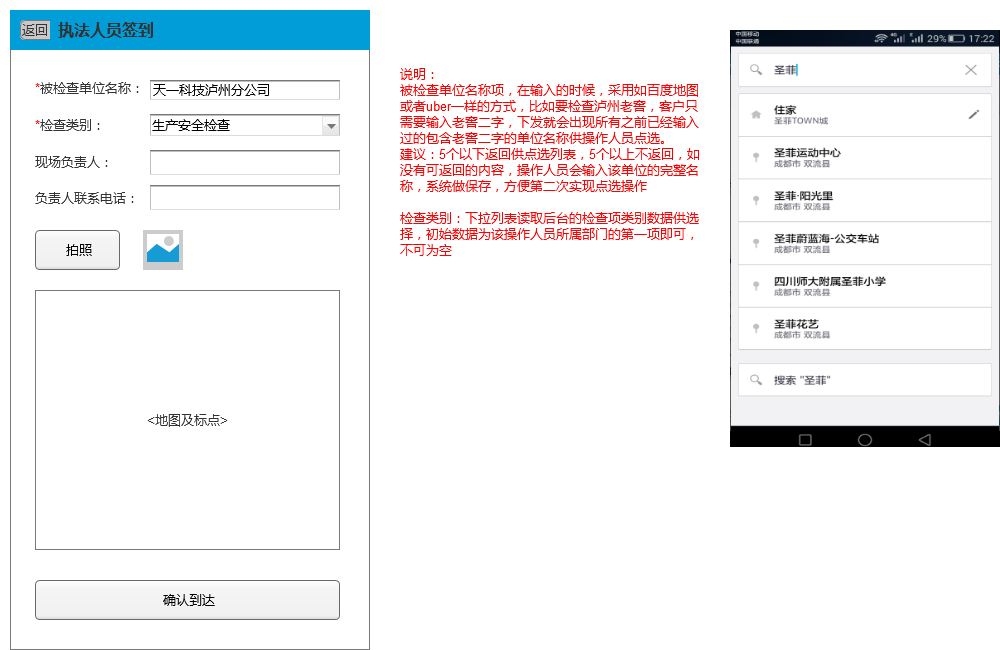 返回 执法人员签到
*被检查单位名称：
天一科技泸州分公司
*检查类别：
生产安全检查
现场负责人：
负责人联系电话：
拍照
<地图及标点>
确认到达
说明：
被检查单位名称项，在输入的时候，采用如百度地图
或者uber一样的方式，比如要检查泸州老窖，客户只
需要输入老窖二字，下发就会出现所有之前已经输入
过的包含老窖二字的单位名称供操作人员点选。
建议：5个以下返回供点选列表，5个以上不返回，如
没有可返回的内容，操作人员会输入该单位的完整名
称，系统做保存，方便第二次实现点选操作
检查类别：下拉列表读取后台的检查项类别数据供选
择，初始数据为该操作人员所属部门的第一项即可，
不可为空
中国移动
中国联通
29% 17:22
圣菲
住家
圣菲TOWN城
圣菲运动中心
成都市 双流县
圣菲·阳光里
成都市 双流县
圣菲蔚蓝海-公交车站
成都市 双流县
四川师大附属圣菲小学
成都市 双流县
圣菲花艺
成都市 双流县
搜索 "圣菲"